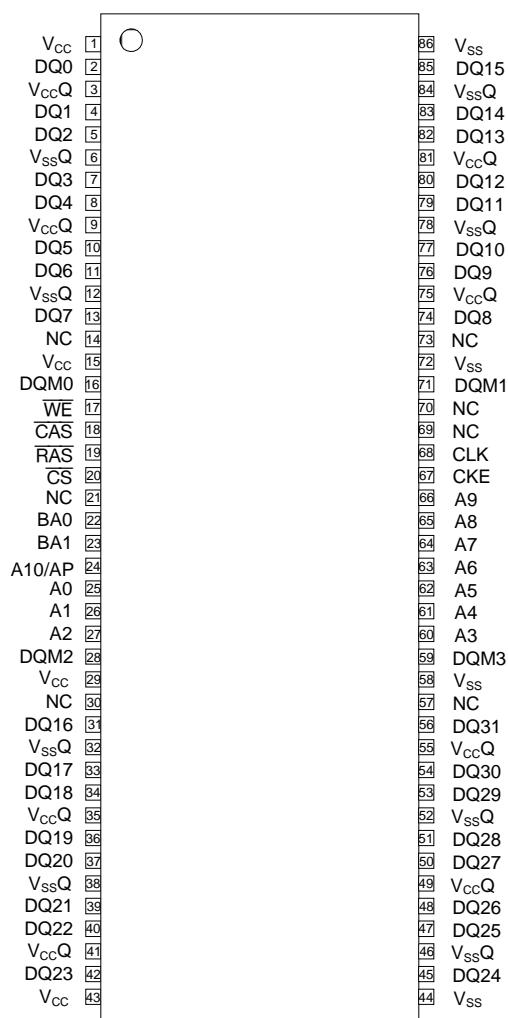 VCC 1 86 VSS
DQ0 2 85 DQ15
VCCQ 3 84 VSSQ
DQ1 4 83 DQ14
DQ2 5 82 DQ13
VSSQ 6 81 VCCQ
DQ3 7 80 DQ12
DQ4 8 79 DQ11
VCCQ 9 78 VSSQ
DQ5 10 77 DQ10
DQ6 11 76 DQ9
VSSQ 12 75 VCCQ
DQ7 13 74 DQ8
NC 14 73 NC
VCC 15 72 VSS
DQM0 16 71 DQM1
WE 17 70 NC
CAS 18 69 NC
RAS 19 68 CLK
CS 20 67 CKE
NC 21 66 A9
BA0 22 65 A8
BA1 23 64 A7
A10/AP 24 63 A6
A0 25 62 A5
A1 26 61 A4
A2 27 60 A3
DQM2 28 59 DQM3
VCC 29 58 VSS
NC 30 57 NC
DQ16 31 56 DQ31
VSSQ 32 55 VCCQ
DQ17 33 54 DQ30
DQ18 34 53 DQ29
VCCQ 35 52 VSSQ
DQ19 36 51 DQ28
DQ20 37 50 DQ27
VSSQ 38 49 VCCQ
DQ21 39 48 DQ26
DQ22 40 47 DQ25
VCCQ 41 46 VSSQ
DQ23 42 45 DQ24
VCC 43 44 VSS